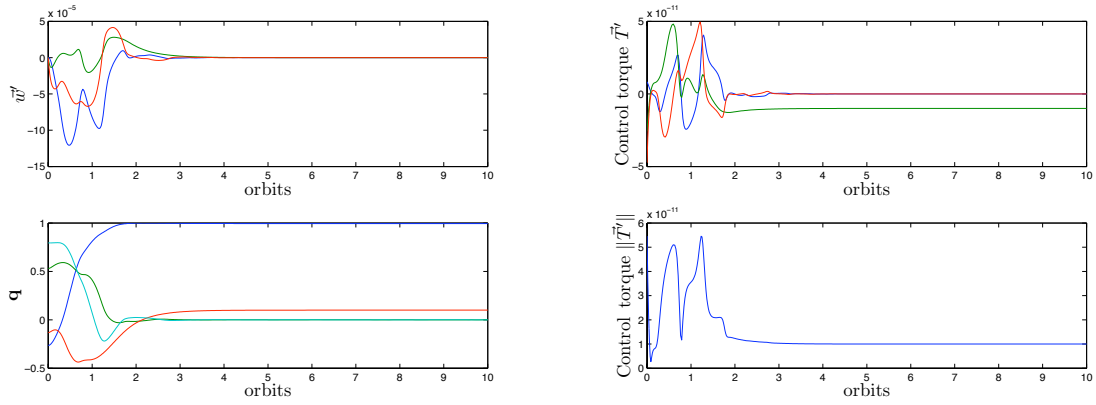 x 10⁻⁵
5
0
−5
−10
−15
w⃗′
0 1 2 3 4 5 6 7 8 9 10
orbits
x 10⁻¹¹
5
0
−5
Control torque T⃗′
0 1 2 3 4 5 6 7 8 9 10
orbits
1
0.5
0
−0.5
q
0 1 2 3 4 5 6 7 8 9 10
orbits
x 10⁻¹¹
6
5
4
3
2
1
0
Control torque ||T⃗′||
0 1 2 3 4 5 6 7 8 9 10
orbits